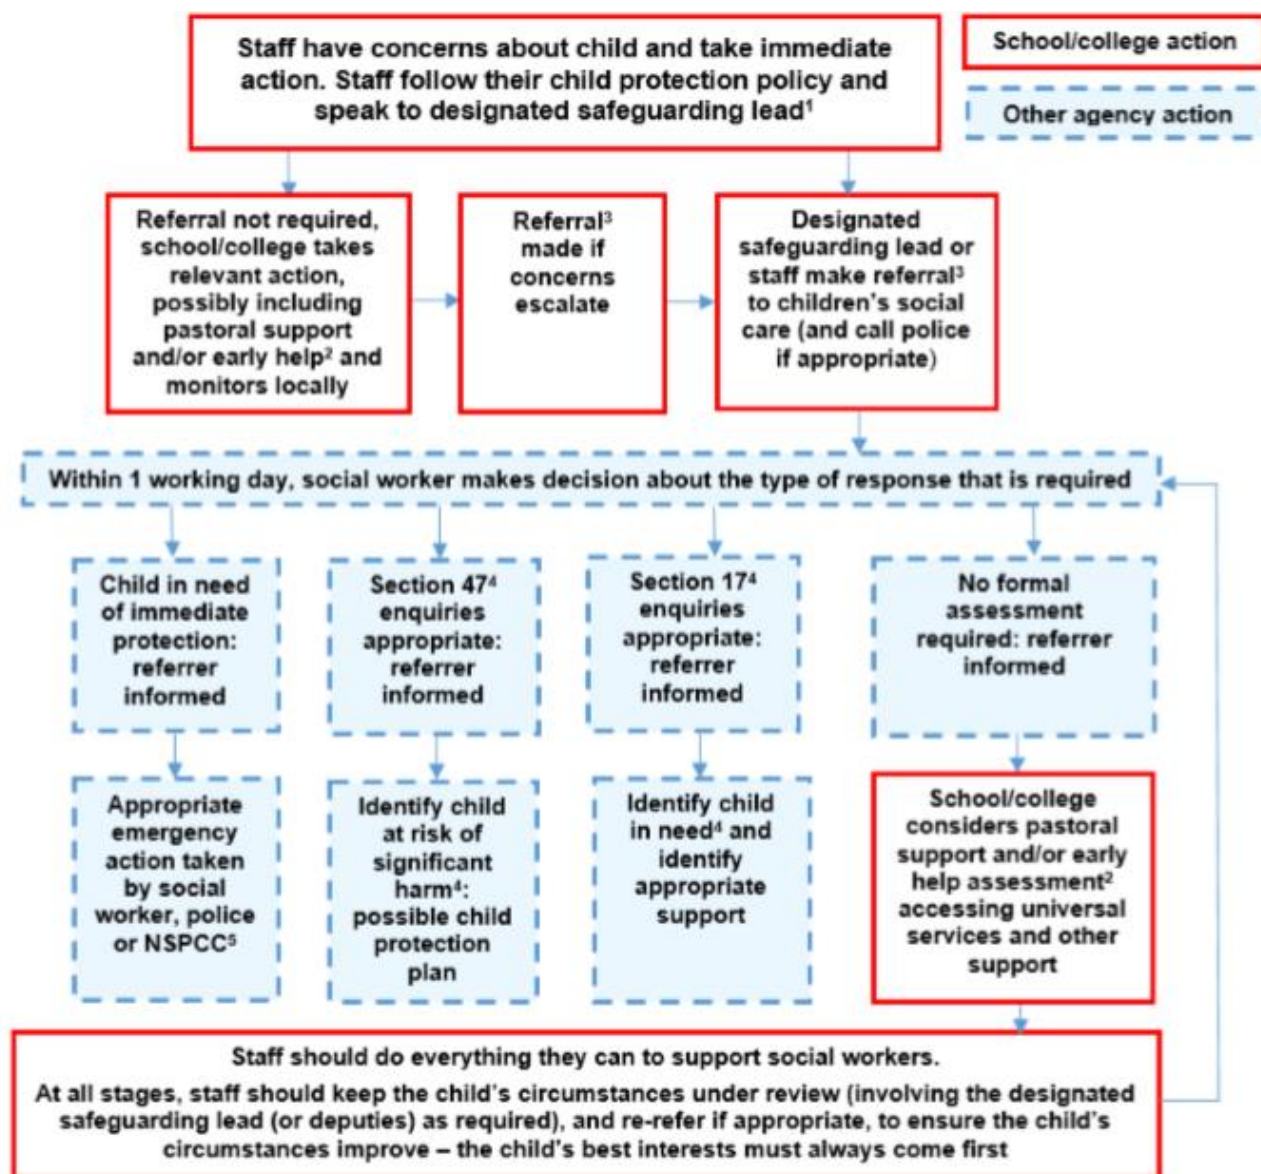 Staff have concerns about child and take immediate
action. Staff follow their child protection policy and
speak to designated safeguarding lead¹
School/college action
Other agency action
Referral not required,
school/college takes
relevant action,
possibly including
pastoral support
and/or early help² and
monitors locally
Referral³
made if
concerns
escalate
Designated
safeguarding lead or
staff make referral³
to children's social
care (and call police
if appropriate)
Within 1 working day, social worker makes decision about the type of response that is required
Child in need
of immediate
protection:
referrer
informed
Section 47⁴
enquiries
appropriate:
referrer
informed
Section 17⁴
enquiries
appropriate:
referrer
informed
No formal
assessment
required: referrer
informed
Appropriate
emergency
action taken
by social
worker, police
or NSPCC⁵
Identify child
at risk of
significant
harm⁴:
possible child
protection
plan
Identify child
in need⁴ and
identify
appropriate
support
School/college
considers pastoral
support and/or early
help assessment²
accessing universal
services and other
support
Staff should do everything they can to support social workers.
At all stages, staff should keep the child's circumstances under review (involving the designated
safeguarding lead (or deputies) as required), and re-refer if appropriate, to ensure the child's
circumstances improve – the child's best interests must always come first